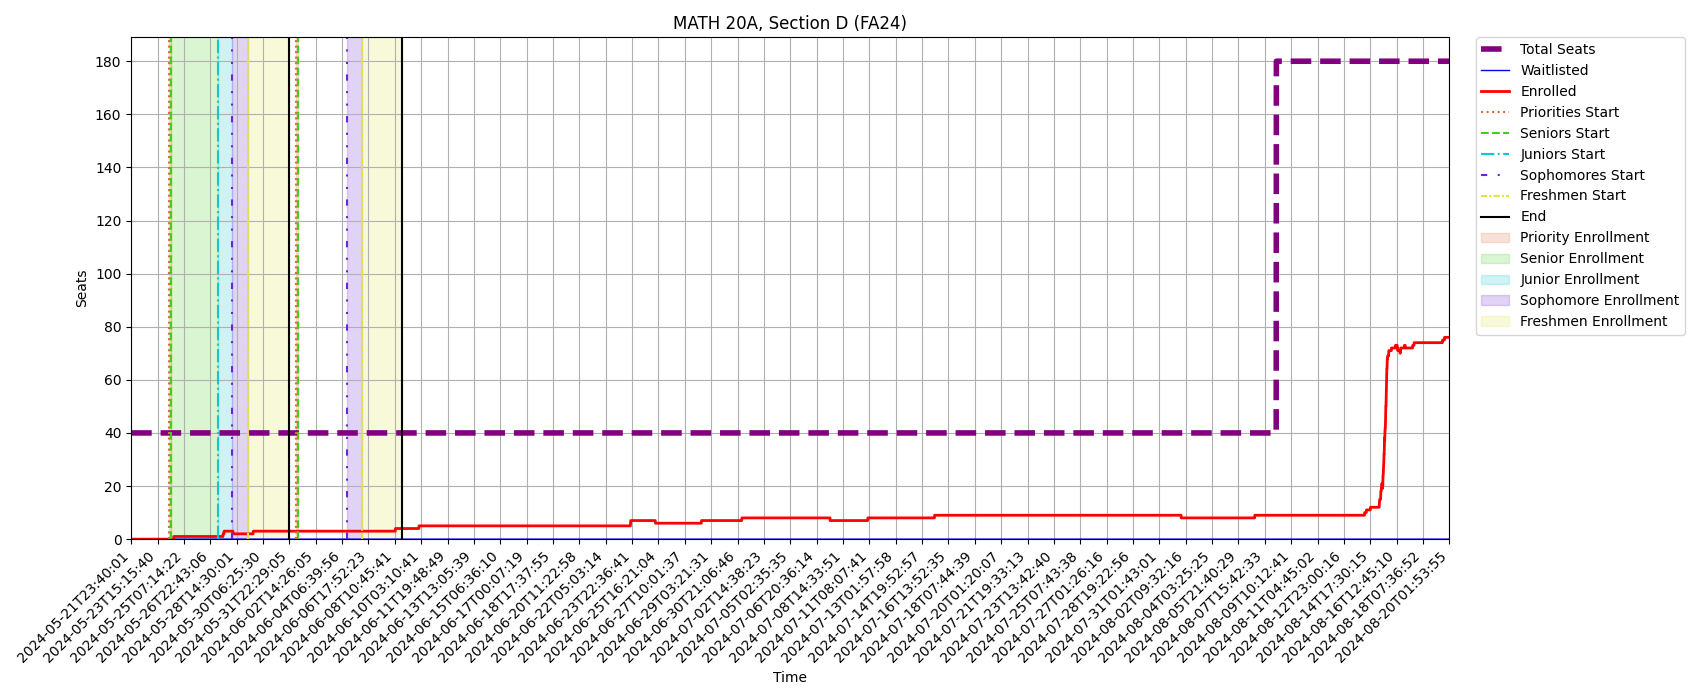 MATH 20A, Section D (FA24)
Seats
180
160
140
120
100
80
60
40
20
0
2024-05-21T23:40:01
2024-05-23T15:15:40
2024-05-25T07:14:22
2024-05-26T22:43:06
2024-05-28T14:30:01
2024-05-30T06:25:30
2024-05-31T22:29:05
2024-06-02T14:26:05
2024-06-04T06:39:56
2024-06-06T17:52:23
2024-06-08T10:45:41
2024-06-10T03:10:41
2024-06-11T19:48:49
2024-06-13T13:05:39
2024-06-15T06:36:10
2024-06-17T00:07:19
2024-06-18T17:37:55
2024-06-20T11:22:58
2024-06-22T05:03:14
2024-06-23T22:36:41
2024-06-25T16:21:04
2024-06-27T10:01:37
2024-06-29T03:21:31
2024-06-30T21:06:46
2024-07-02T14:38:23
2024-07-05T02:35:35
2024-07-06T20:36:14
2024-07-08T14:33:51
2024-07-11T08:07:41
2024-07-13T01:57:58
2024-07-14T19:52:57
2024-07-16T13:52:35
2024-07-18T07:44:39
2024-07-20T01:20:07
2024-07-21T19:33:13
2024-07-23T13:42:40
2024-07-25T07:43:38
2024-07-27T01:26:16
2024-07-28T19:22:56
2024-07-31T01:43:01
2024-08-02T09:32:16
2024-08-04T03:25:25
2024-08-05T21:40:29
2024-08-07T15:42:33
2024-08-09T10:12:41
2024-08-11T04:45:02
2024-08-12T23:00:16
2024-08-14T17:30:15
2024-08-16T12:45:10
2024-08-18T07:36:52
2024-08-20T01:53:55
Time
Total Seats
Waitlisted
Enrolled
Priorities Start
Seniors Start
Juniors Start
Sophomores Start
Freshmen Start
End
Priority Enrollment
Senior Enrollment
Junior Enrollment
Sophomore Enrollment
Freshmen Enrollment